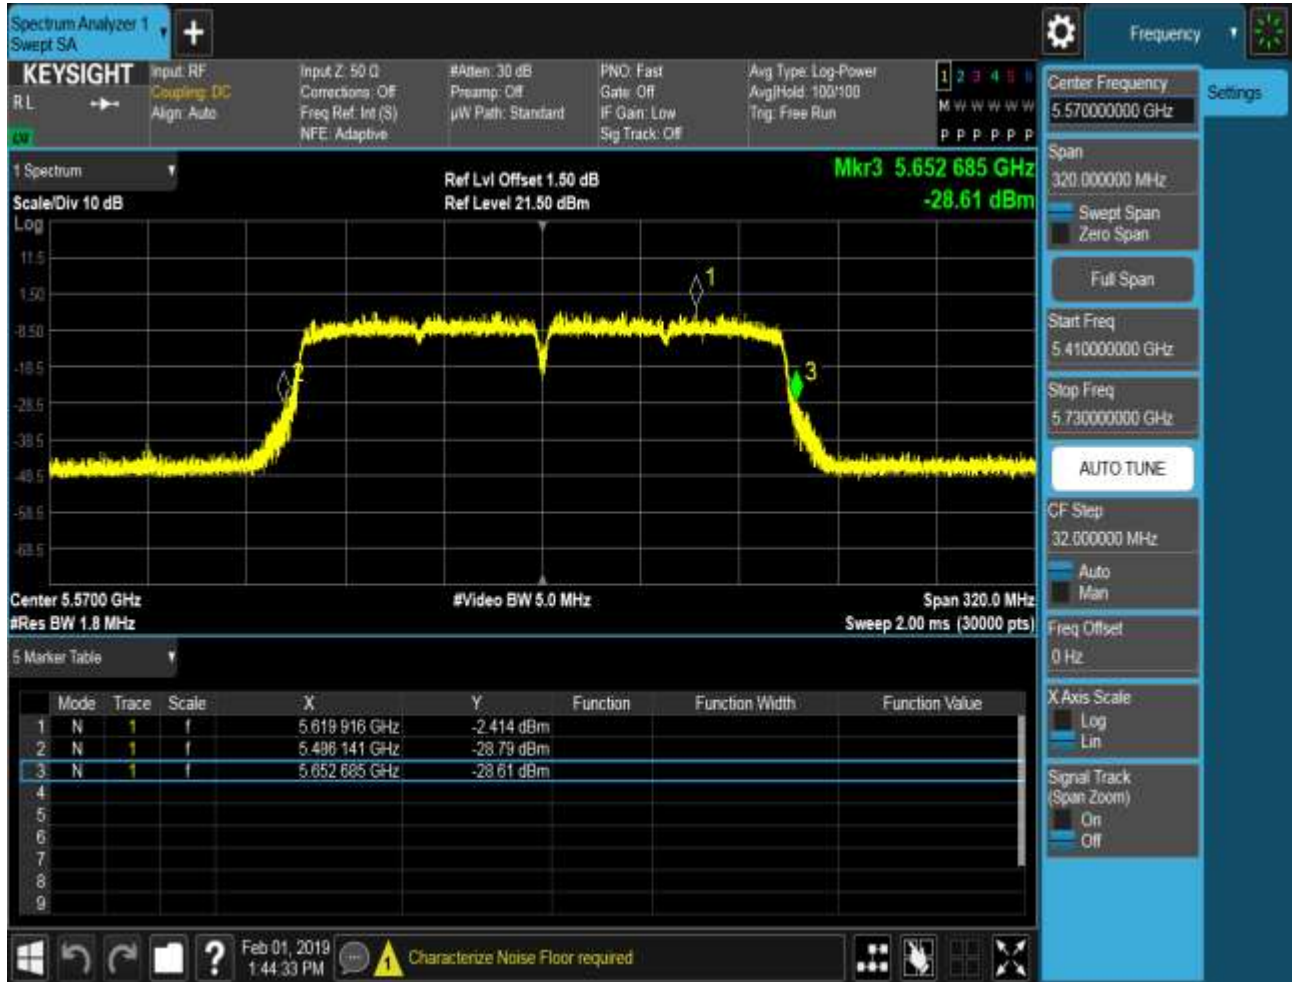 Spectrum Analyzer 1
Swept SA
+
Frequency
KEYSIGHT
RL
Input: RF
Coupling: DC
Align: Auto
Input Z: 50 Ω
Corrections: Off
Freq Ref: Int (S)
NFE: Adaptive
#Atten: 30 dB
Preamp: Off
µW Path: Standard
PNO: Fast
Gate: Off
IF Gain: Low
Sig Track: Off
Avg Type: Log-Power
Avg|Hold: 100/100
Trig: Free Run
1 2 3 4 5 6
M W W W W W
P P P P P P
1 Spectrum
Scale/Div 10 dB
Log
Ref Lvl Offset 1.50 dB
Ref Level 21.50 dBm
Mkr3 5.652 685 GHz
-28.61 dBm
11.5
1.50
-8.50
-18.5
-28.5
-38.5
-48.5
-58.5
-68.5
1
2
3
Center 5.5700 GHz
#Res BW 1.8 MHz
#Video BW 5.0 MHz
Span 320.0 MHz
Sweep 2.00 ms (30000 pts)
5 Marker Table
Mode Trace Scale X Y Function Function Width Function Value
1 N 1 f 5.619 916 GHz -2.414 dBm
2 N 1 f 5.486 141 GHz -28.79 dBm
3 N 1 f 5.652 685 GHz -28.61 dBm
4
5
6
7
8
9
Feb 01, 2019
1:44:33 PM
?
1
Characterize Noise Floor required
Settings
Center Frequency
5.570000000 GHz
Span
320.000000 MHz
Swept Span
Zero Span
Full Span
Start Freq
5.410000000 GHz
Stop Freq
5.730000000 GHz
AUTO TUNE
CF Step
32.000000 MHz
Auto
Man
Freq Offset
0 Hz
X Axis Scale
Log
Lin
Signal Track
(Span Zoom)
On
Off